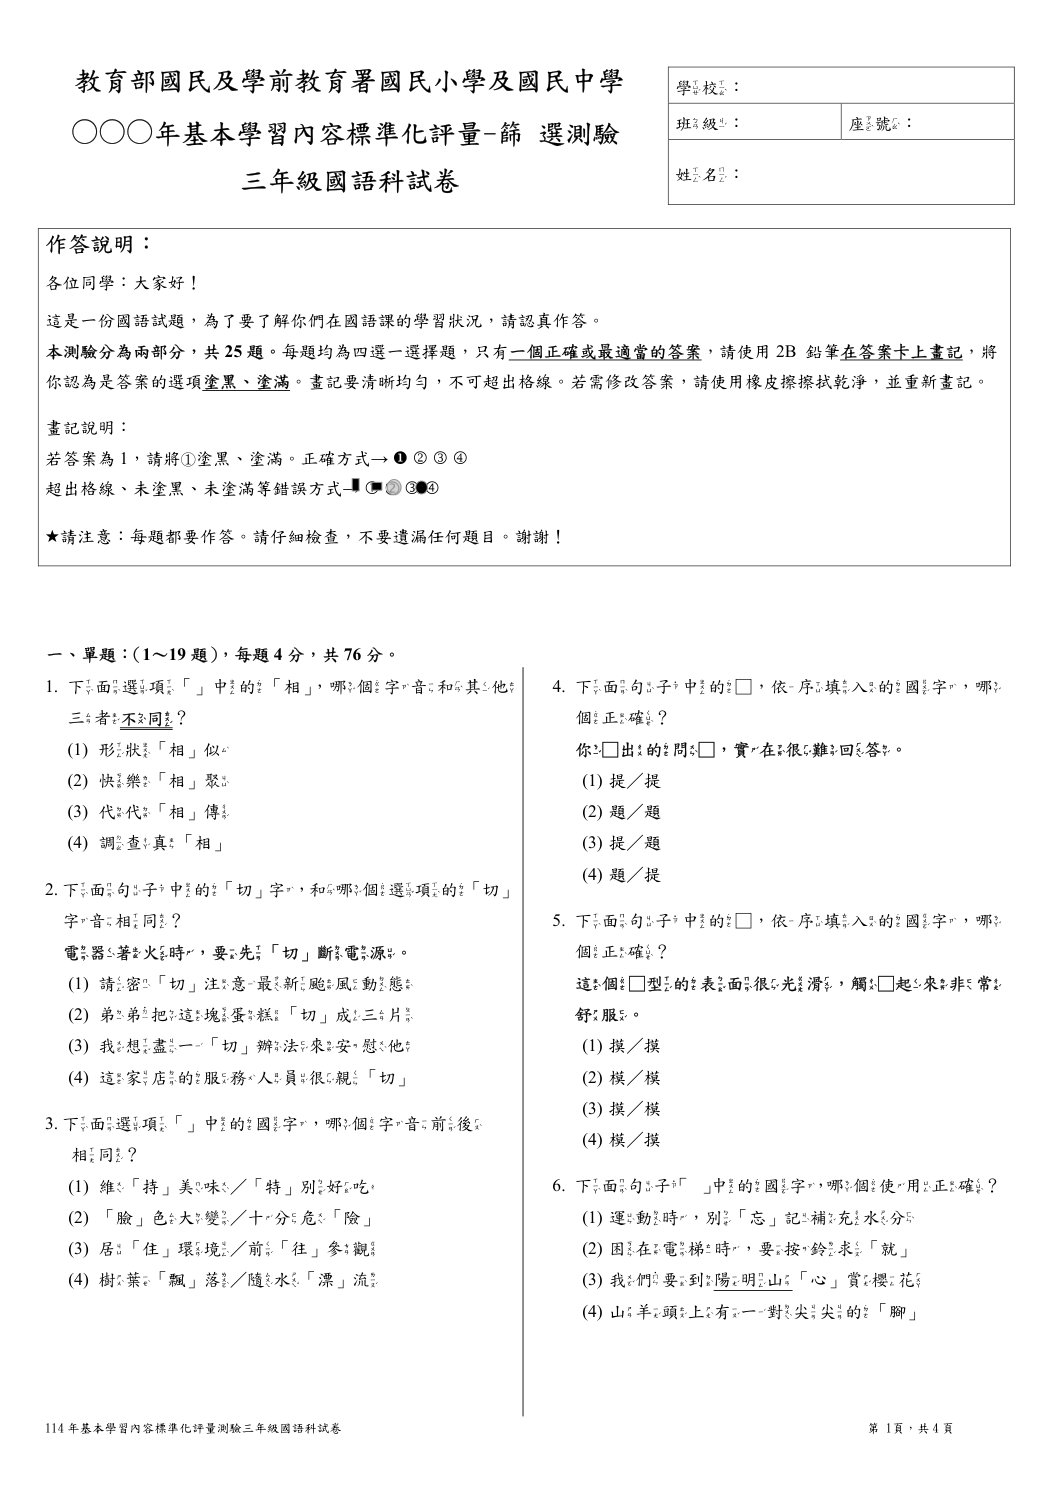 教育部國民及學前教育署國民小學及國民中學
○○○年基本學習內容標準化評量-篩 選測驗
三年級國語科試卷
學校：
班級：
座號：
姓名：
作答說明：
各位同學：大家好！
這是一份國語試題，為了要了解你們在國語課的學習狀況，請認真作答。
本測驗分為兩部分，共 25 題。每題均為四選一選擇題，只有一個正確或最適當的答案，請使用 2B 鉛筆在答案卡上畫記，將
你認為是答案的選項塗黑、塗滿。畫記要清晰均勻，不可超出格線。若需修改答案，請使用橡皮擦擦拭乾淨，並重新畫記。
畫記說明：
若答案為 1，請將①塗黑、塗滿。正確方式→ ❶ ② ③ ④
超出格線、未塗黑、未塗滿等錯誤方式→ ① ② ③ ④
★請注意：每題都要作答。請仔細檢查，不要遺漏任何題目。謝謝！
一、單題：（1～19 題），每題 4 分，共 76 分。
1. 下面選項「 」中的「相」，哪個字音和其他
三者不同？
(1) 形狀「相」似
(2) 快樂「相」聚
(3) 代代「相」傳
(4) 調查真「相」
2. 下面句子中的「切」字，和哪個選項的「切」
字音相同？
電器著火時，要先「切」斷電源。
(1) 請密「切」注意最新颱風動態
(2) 弟弟把這塊蛋糕「切」成三片
(3) 我想盡一「切」辦法來安慰他
(4) 這家店的服務人員很親「切」
3. 下面選項「 」中的國字，哪個字音前後
相同？
(1) 維「持」美味／「特」別好吃
(2) 「臉」色大變／十分危「險」
(3) 居「住」環境／前「往」參觀
(4) 樹葉「飄」落／隨水「漂」流
4. 下面句子中的□，依序填入的國字，哪
個正確？
你□出的問□，實在很難回答。
(1) 提／提
(2) 題／題
(3) 提／題
(4) 題／提
5. 下面句子中的□，依序填入的國字，哪
個正確？
這個□型的表面很光滑，觸□起來非常
舒服。
(1) 摸／摸
(2) 模／模
(3) 摸／模
(4) 模／摸
6. 下面句子「 」中的國字，哪個使用正確？
(1) 運動時，別「忘」記補充水分
(2) 困在電梯時，要按鈴求「就」
(3) 我們要到陽明山「心」賞櫻花
(4) 山羊頭上有一對尖尖的「腳」
114 年基本學習內容標準化評量測驗三年級國語科試卷
第 1頁，共 4 頁